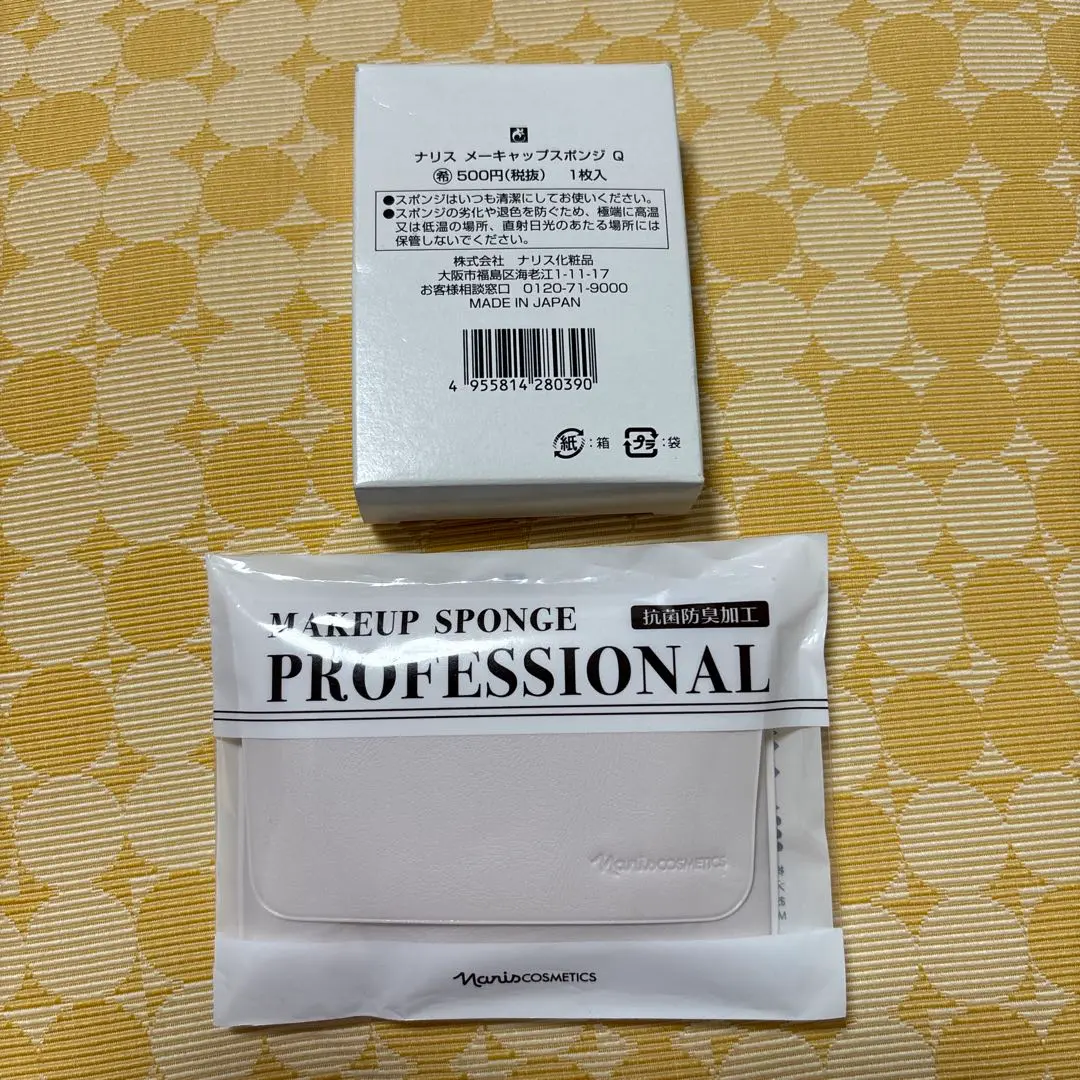 ナリス メーキャップスポンジ Q
㊒500円(税抜) 1枚入
●スポンジはいつも清潔にしてお使いください。
●スポンジの劣化や退色を防ぐため、極端に高温
又は低温の場所、直射日光のあたる場所には
保管しないでください。
株式会社 ナリス化粧品
大阪市福島区海老江1-11-17
お客様相談窓口 0120-71-9000
MADE IN JAPAN
4 955814 280390
紙:箱
プラ:袋
MAKEUP SPONGE
抗菌防臭加工
PROFESSIONAL
Naris COSMETICS
Naris COSMETICS